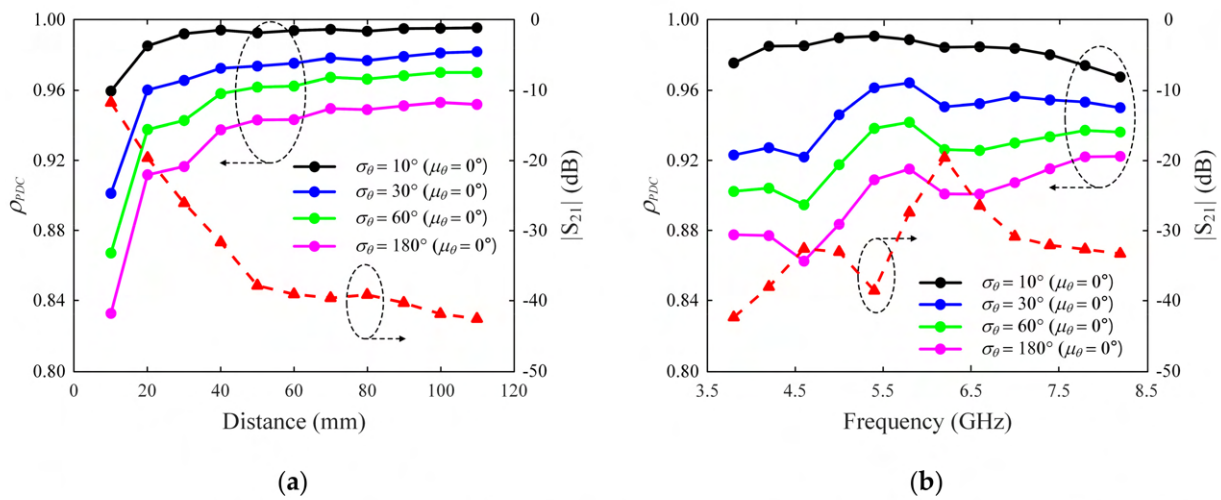 1.00
0.96
0.92
0.88
0.84
0.80
ρPDC
0
-10
-20
-30
-40
-50
|S21| (dB)
σθ = 10° (μθ = 0°)
σθ = 30° (μθ = 0°)
σθ = 60° (μθ = 0°)
σθ = 180° (μθ = 0°)
0 20 40 60 80 100 120
Distance (mm)
(a)
1.00
0.96
0.92
0.88
0.84
0.80
ρPDC
0
-10
-20
-30
-40
-50
|S21| (dB)
σθ = 10° (μθ = 0°)
σθ = 30° (μθ = 0°)
σθ = 60° (μθ = 0°)
σθ = 180° (μθ = 0°)
3.5 4.5 5.5 6.5 7.5 8.5
Frequency (GHz)
(b)